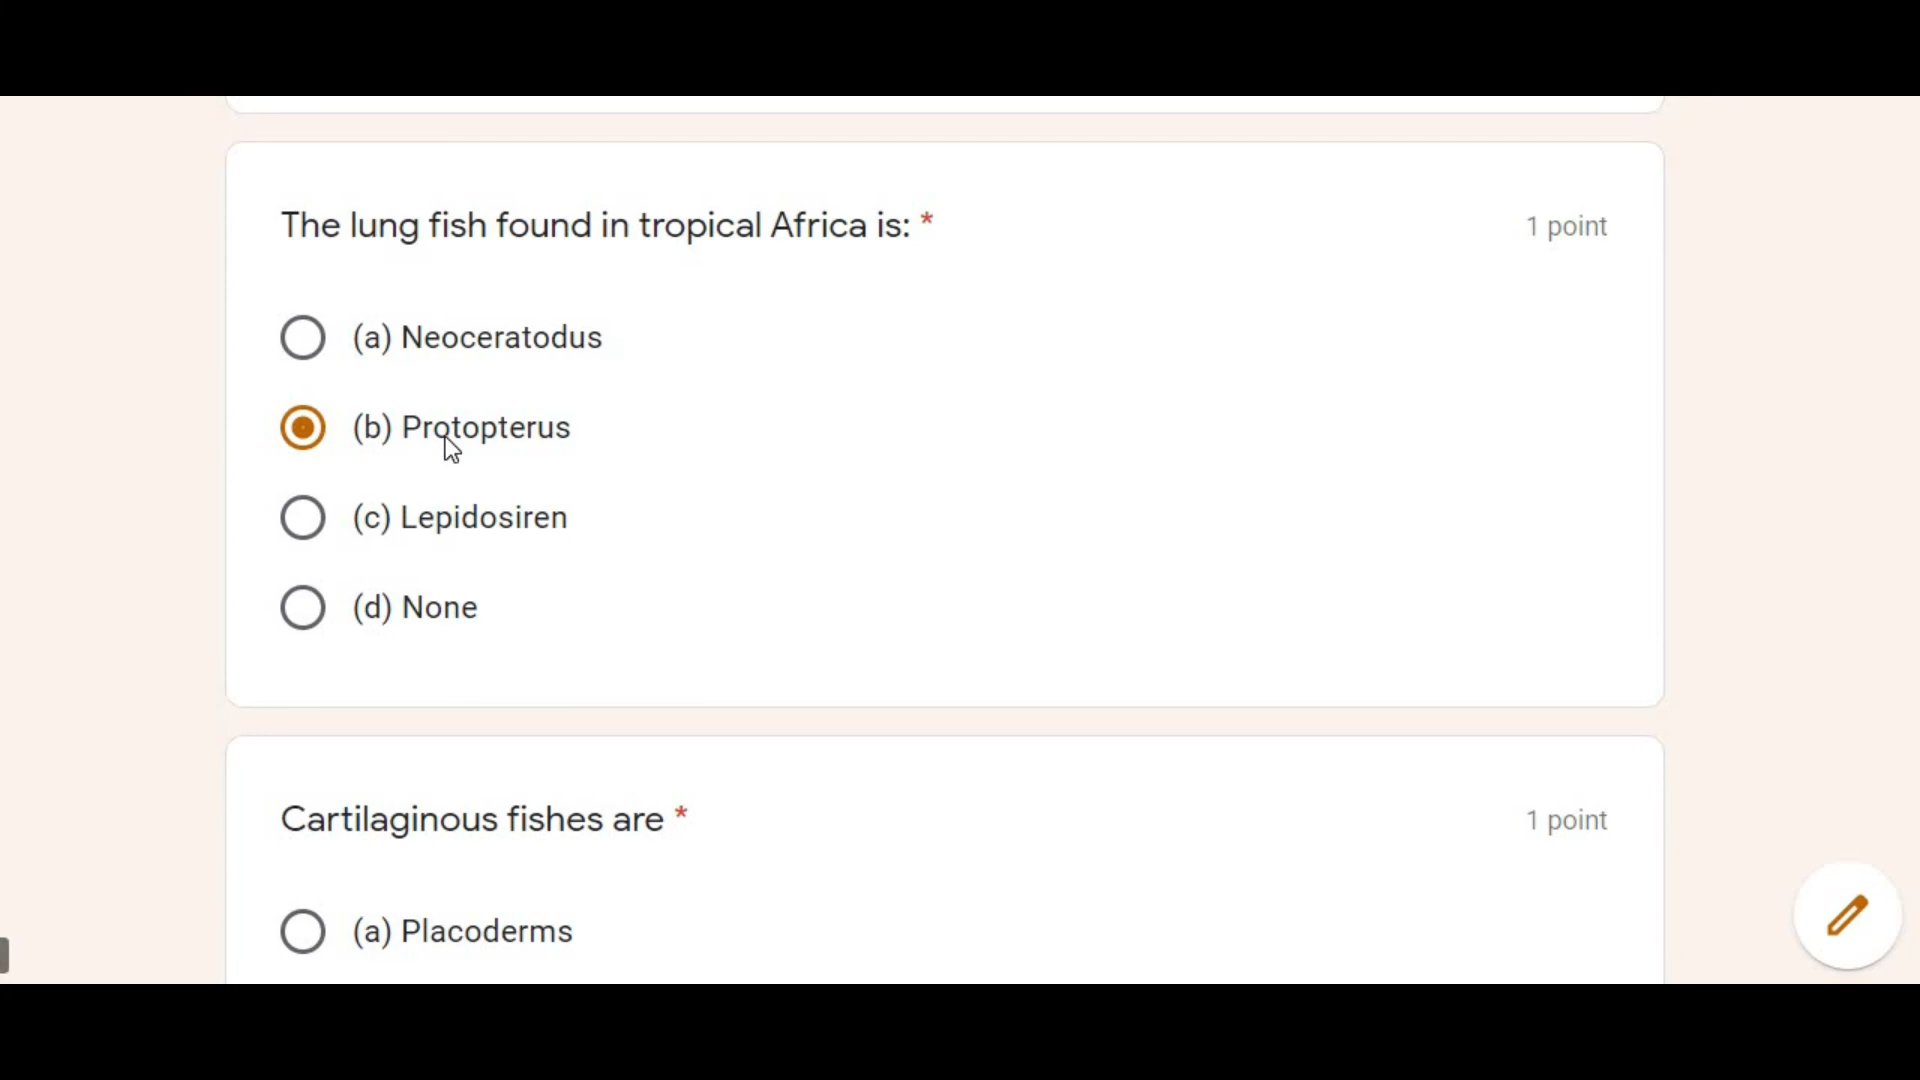 The lung fish found in tropical Africa is: *
1 point
(a) Neoceratodus
(b) Protopterus
(c) Lepidosiren
(d) None
Cartilaginous fishes are *
1 point
(a) Placoderms